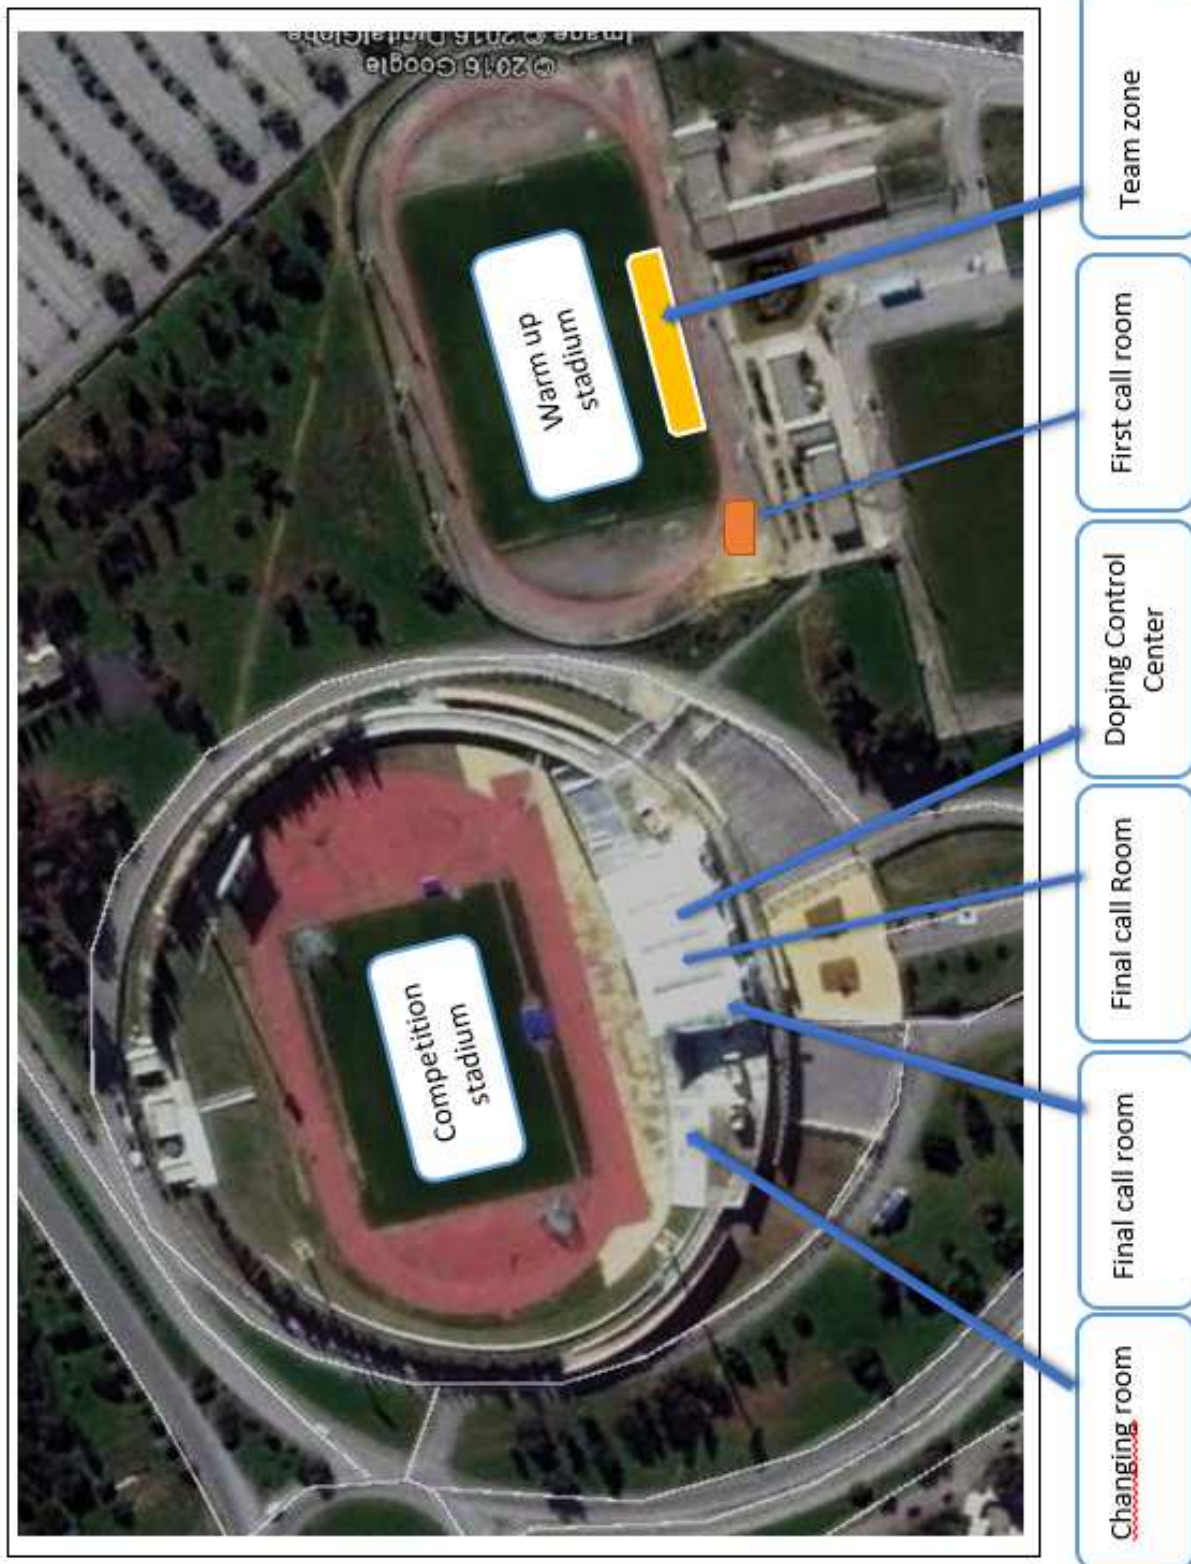 Image © 2016 DigitalGlobe
© 2016 Google
Warm up
stadium
Competition
stadium
Team zone
First call room
Doping Control
Center
Final call Room
Final call room
Changing room